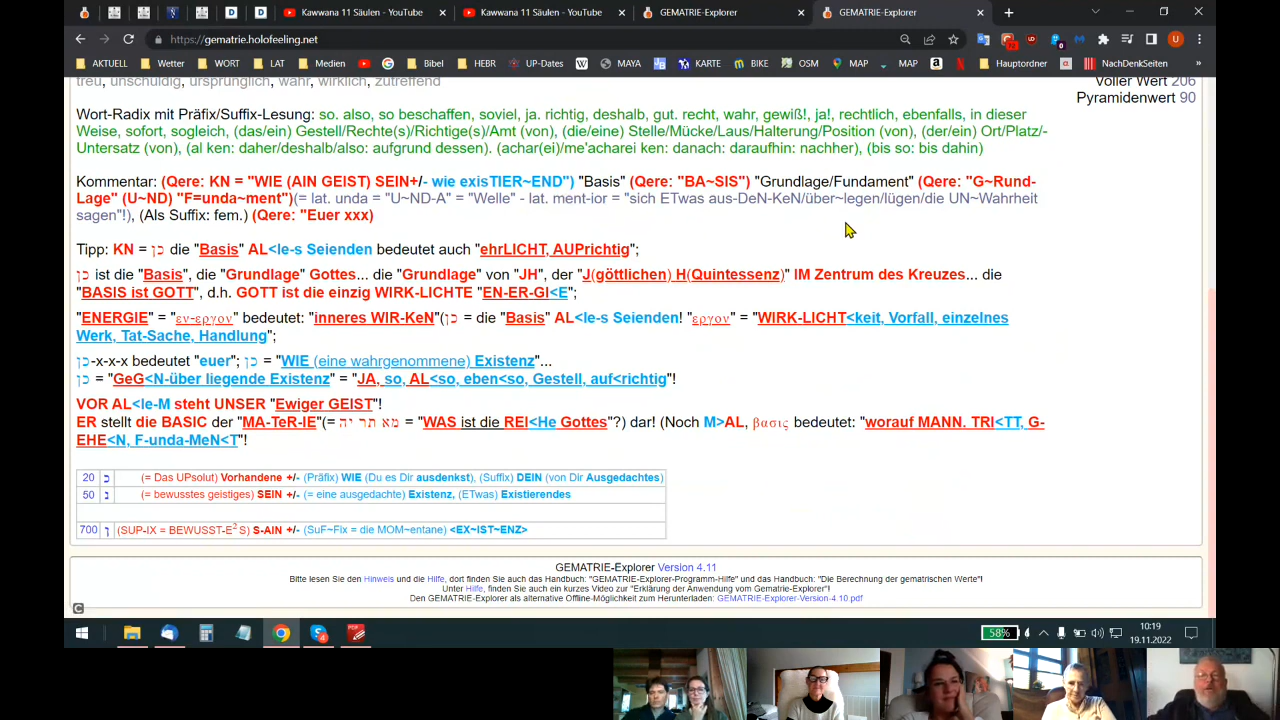 Kawwana 11 Säulen - YouTube
Kawwana 11 Säulen - YouTube
GEMATRIE-Explorer
GEMATRIE-Explorer
https://gematrie.holofeeling.net
AKTUELL Wetter WORT LAT Medien Bibel HEBR UP-Dates MAYA KARTE BIKE OSM MAP MAP Hauptordner NachDenkSeiten
treu, unschuldig, ursprünglich, wahr, wirklich, zutreffend
Voller Wert 206
Pyramidenwert 90
Wort-Radix mit Präfix/Suffix-Lesung: so. also, so beschaffen, soviel, ja. richtig, deshalb, gut. recht, wahr, gewiß!, ja!, rechtlich, ebenfalls, in dieser
Weise, sofort, sogleich, (das/ein) Gestell/Rechte(s)/Richtige(s)/Amt (von), (die/eine) Stelle/Mücke/Laus/Halterung/Position (von), (der/ein) Ort/Platz/-
Untersatz (von), (al ken: daher/deshalb/also: aufgrund dessen). (achar(ei)/me'acharei ken: danach: daraufhin: nachher), (bis so: bis dahin)
Kommentar: (Qere: KN = "WIE (AIN GEIST) SEIN+/- wie exisTIER~END") "Basis" (Qere: "BA~SIS") "Grundlage/Fundament" (Qere: "G~Rund-
Lage" (U~ND) "F=unda~ment")(= lat. unda = "U~ND-A" = "Welle" - lat. ment-ior = "sich ETwas aus-DeN-KeN/über~legen/lügen/die UN~Wahrheit
sagen"!), (Als Suffix: fem.) (Qere: "Euer xxx)
Tipp: KN = כן die "Basis" AL<le-s Seienden bedeutet auch "ehrLICHT, AUPrichtig";
כן ist die "Basis", die "Grundlage" Gottes... die "Grundlage" von "JH", der "J(göttlichen) H(Quintessenz)" IM Zentrum des Kreuzes... die
"BASIS ist GOTT", d.h. GOTT ist die einzig WIRK-LICHTE "EN-ER-GI<E";
"ENERGIE" = "εν-εργον" bedeutet: "inneres WIR-KeN"(כן = die "Basis" AL<le-s Seienden! "εργον" = "WIRK-LICHT<keit, Vorfall, einzelnes
Werk, Tat-Sache, Handlung";
כן-x-x-x bedeutet "euer"; כן = "WIE (eine wahrgenommene) Existenz"...
כן = "GeG<N-über liegende Existenz" = "JA, so, AL<so, eben<so, Gestell, auf<richtig"!
VOR AL<le-M steht UNSER "Ewiger GEIST"!
ER stellt die BASIC der "MA-TeR-IE"(= מא תר יה = "WAS ist die REI<He Gottes"?) dar! (Noch M>AL, βασις bedeutet: "worauf MANN. TRI<TT, G-
EHE<N, F-unda-MeN<T"!
20 כ (= Das UPsolut) Vorhandene +/- (Präfix) WIE (Du es Dir ausdenkst), (Suffix) DEIN (von Dir Ausgedachtes)
50 נ (= bewusstes geistiges) SEIN +/- (= eine ausgedachte) Existenz, (ETwas) Existierendes
700 ן (SUP-IX = BEWUSST-E² S) S-AIN +/- (SuF~FIx = die MOM~entane) <EX~IST~ENZ>
GEMATRIE-Explorer Version 4.11
Bitte lesen Sie den Hinweis und die Hilfe, dort finden Sie auch das Handbuch: "GEMATRIE-Explorer-Programm-Hilfe" und das Handbuch: "Die Berechnung der gematrischen Werte"!
Unter Hilfe, finden Sie auch ein kurzes Video zur "Erklärung der Anwendung vom Gematrie-Explorer"!
Den GEMATRIE-Explorer als alternative Offline-Möglichkeit zum Herunterladen: GEMATRIE-Explorer-Version-4.10.pdf
58%
10:19
19.11.2022